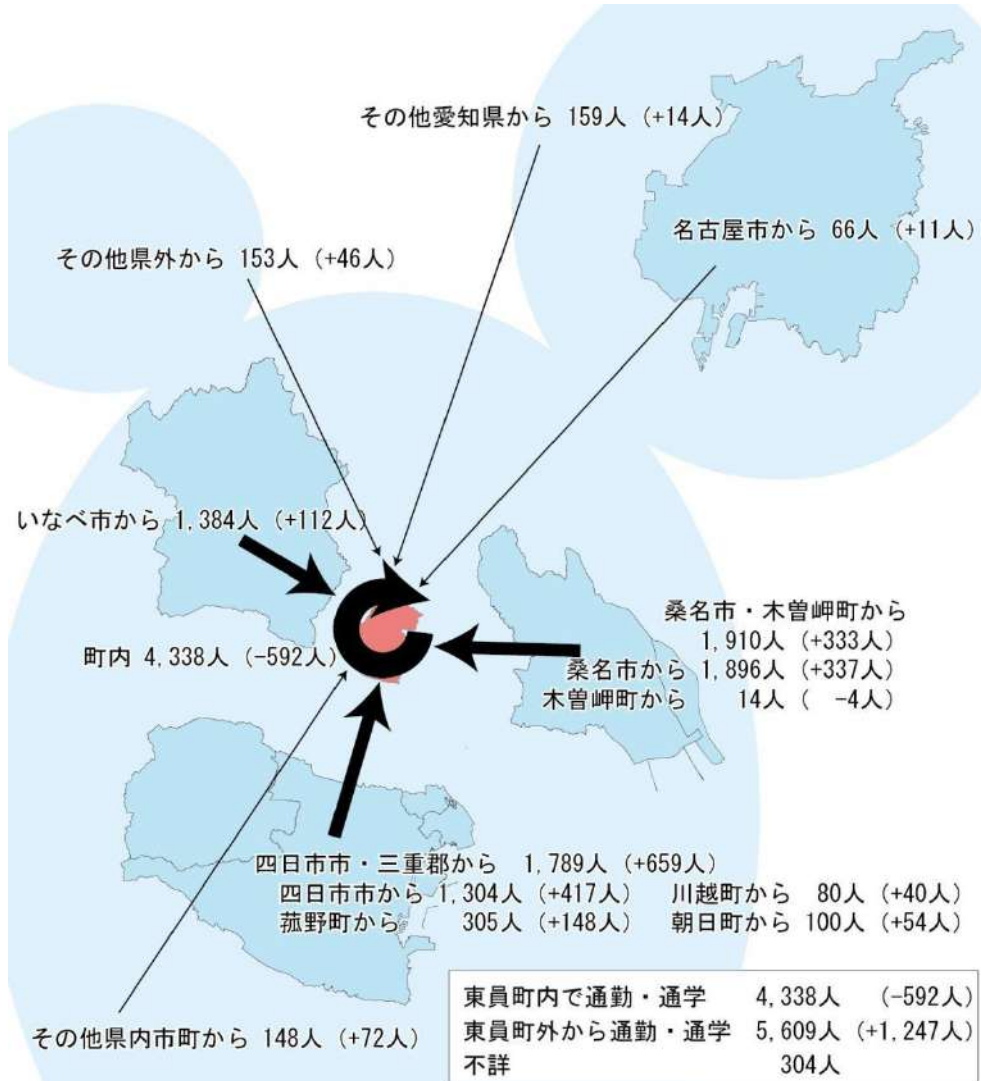 その他愛知県から 159人 (+14人)
名古屋市から 66人 (+11人)
その他県外から 153人 (+46人)
いなべ市から 1,384人 (+112人)
桑名市・木曽岬町から
1,910人 (+333人)
町内 4,338人 (-592人)
桑名市から 1,896人 (+337人)
木曽岬町から 14人 ( -4人)
四日市市・三重郡から 1,789人 (+659人)
四日市市から 1,304人 (+417人) 川越町から 80人 (+40人)
菰野町から 305人 (+148人) 朝日町から 100人 (+54人)
その他県内市町から 148人 (+72人)
東員町内で通勤・通学 4,338人 (-592人)
東員町外から通勤・通学 5,609人 (+1,247人)
不詳 304人